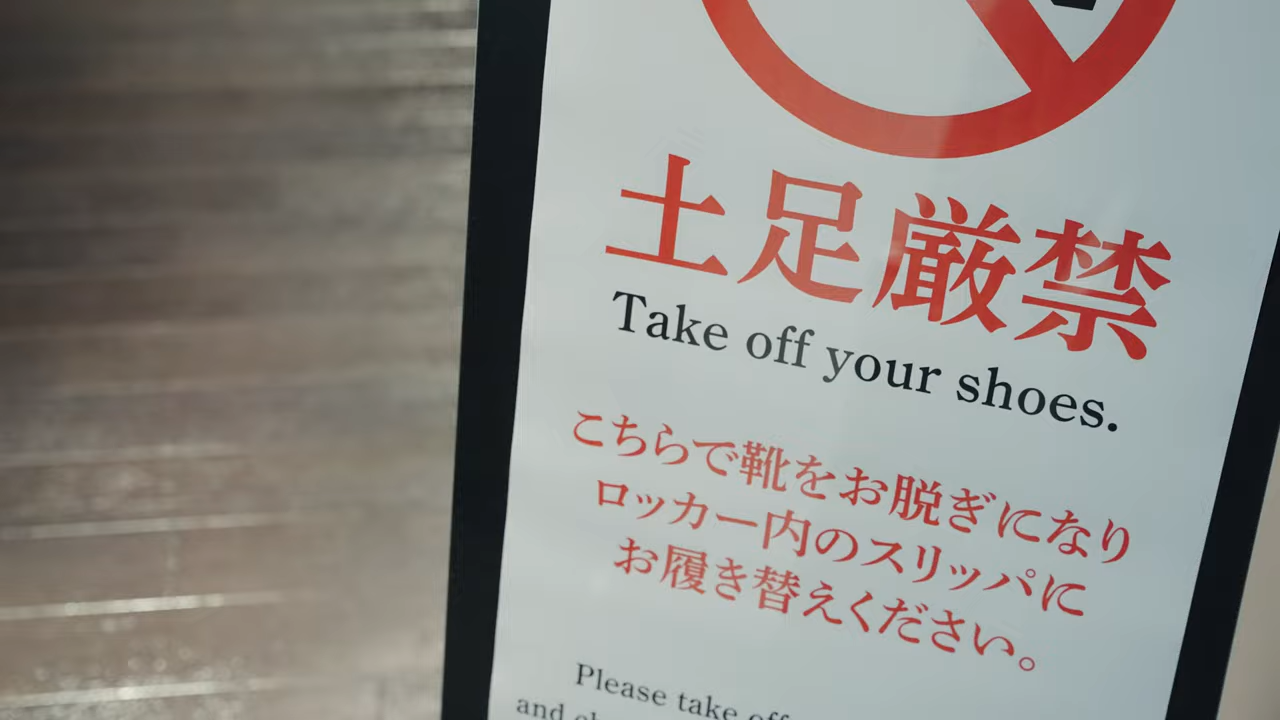 土足厳禁
Take off your shoes.
こちらで靴をお脱ぎになり
ロッカー内のスリッパに
お履き替えください。
Please take off
and